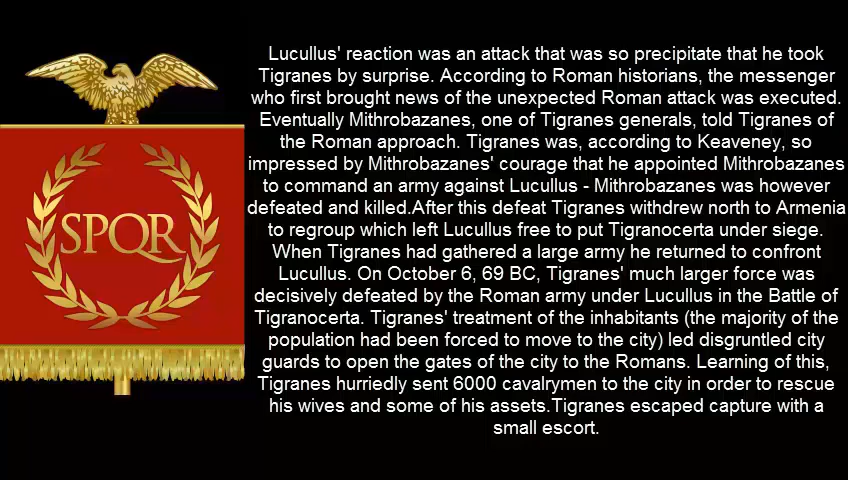 SPQR
Lucullus' reaction was an attack that was so precipitate that he took
Tigranes by surprise. According to Roman historians, the messenger
who first brought news of the unexpected Roman attack was executed.
Eventually Mithrobazanes, one of Tigranes generals, told Tigranes of
the Roman approach. Tigranes was, according to Keaveney, so
impressed by Mithrobazanes' courage that he appointed Mithrobazanes
to command an army against Lucullus - Mithrobazanes was however
defeated and killed.After this defeat Tigranes withdrew north to Armenia
to regroup which left Lucullus free to put Tigranocerta under siege.
When Tigranes had gathered a large army he returned to confront
Lucullus. On October 6, 69 BC, Tigranes' much larger force was
decisively defeated by the Roman army under Lucullus in the Battle of
Tigranocerta. Tigranes' treatment of the inhabitants (the majority of the
population had been forced to move to the city) led disgruntled city
guards to open the gates of the city to the Romans. Learning of this,
Tigranes hurriedly sent 6000 cavalrymen to the city in order to rescue
his wives and some of his assets.Tigranes escaped capture with a
small escort.